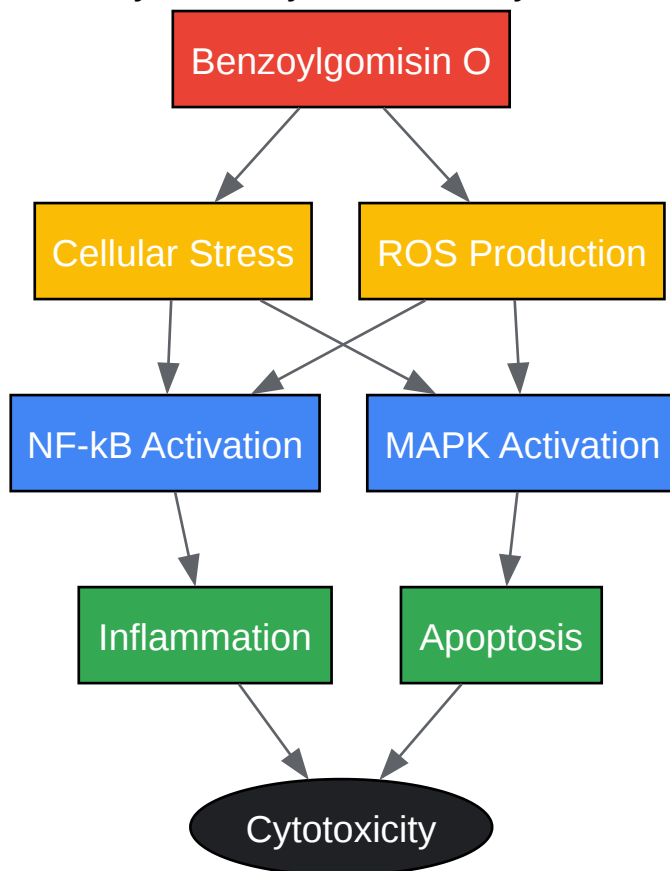 Benzoylgomisin O
Cellular Stress
ROS Production
NF-kB Activation
MAPK Activation
Inflammation
Apoptosis
Cytotoxicity